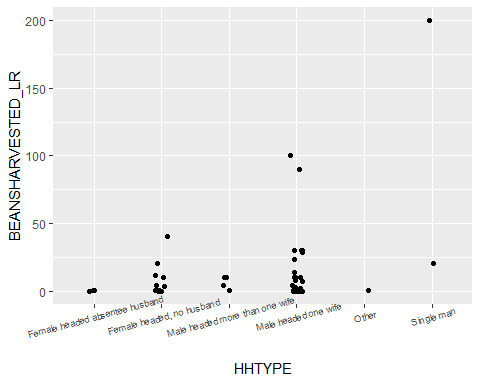 200
150
100
50
0
BEANSHARVESTED_LR
Female headed absentee husband
Female headed, no husband
Male headed more than one wife
Male headed one wife
Other
Single man
HHTYPE